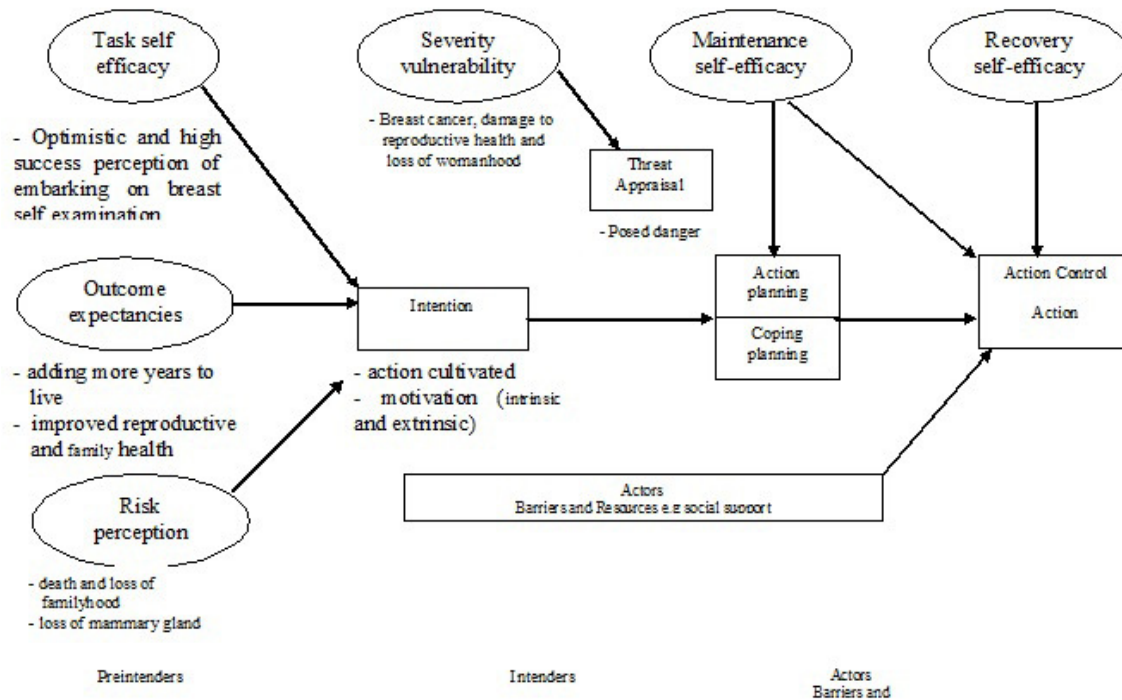 Task self
efficacy
Severity
vulnerability
Maintenance
self-efficacy
Recovery
self-efficacy
- Optimistic and high
success perception of
embarking on breast
self examination
- Breast cancer, damage to
reproductive health and
loss of womanhood
Threat
Appraisal
- Posed danger
Outcome
expectancies
Intention
Action
planning
Coping
planning
Action Control
Action
- adding more years to
live
- improved reproductive
and family health
- action cultivated
- motivation (intrinsic
and extrinsic)
Actors
Barriers and Resources e.g social support
Risk
perception
- death and loss of
familyhood
- loss of mammary gland
Preintenders
Intenders
Actors
Barriers and